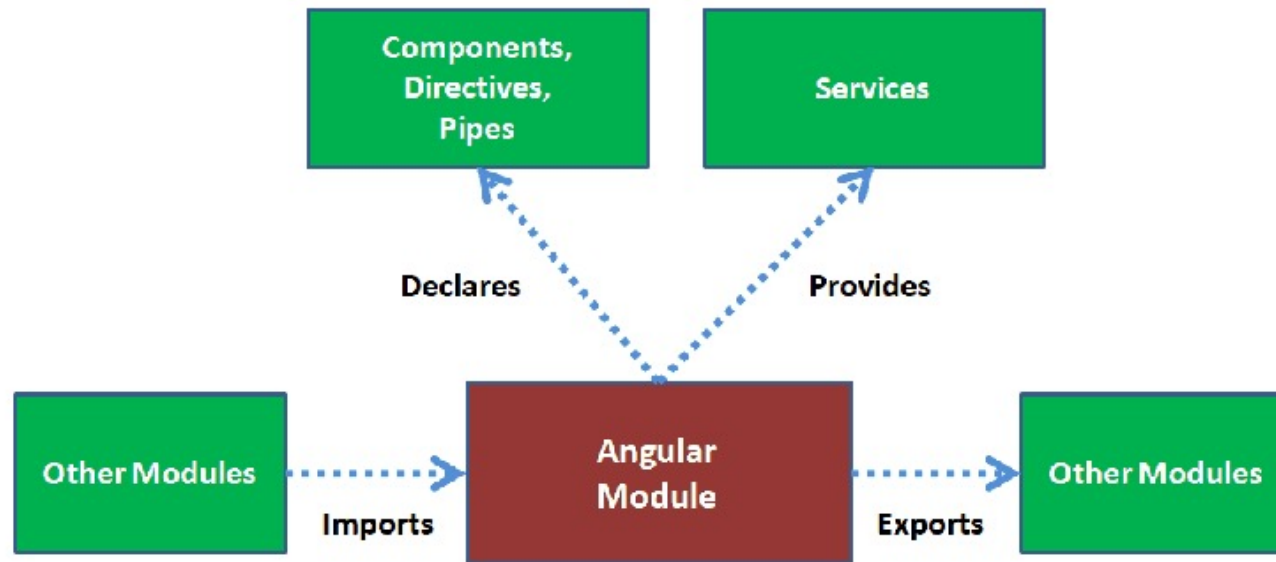 Components,
Directives,
Pipes
Services
Declares
Provides
Other Modules
Imports
Angular
Module
Exports
Other Modules